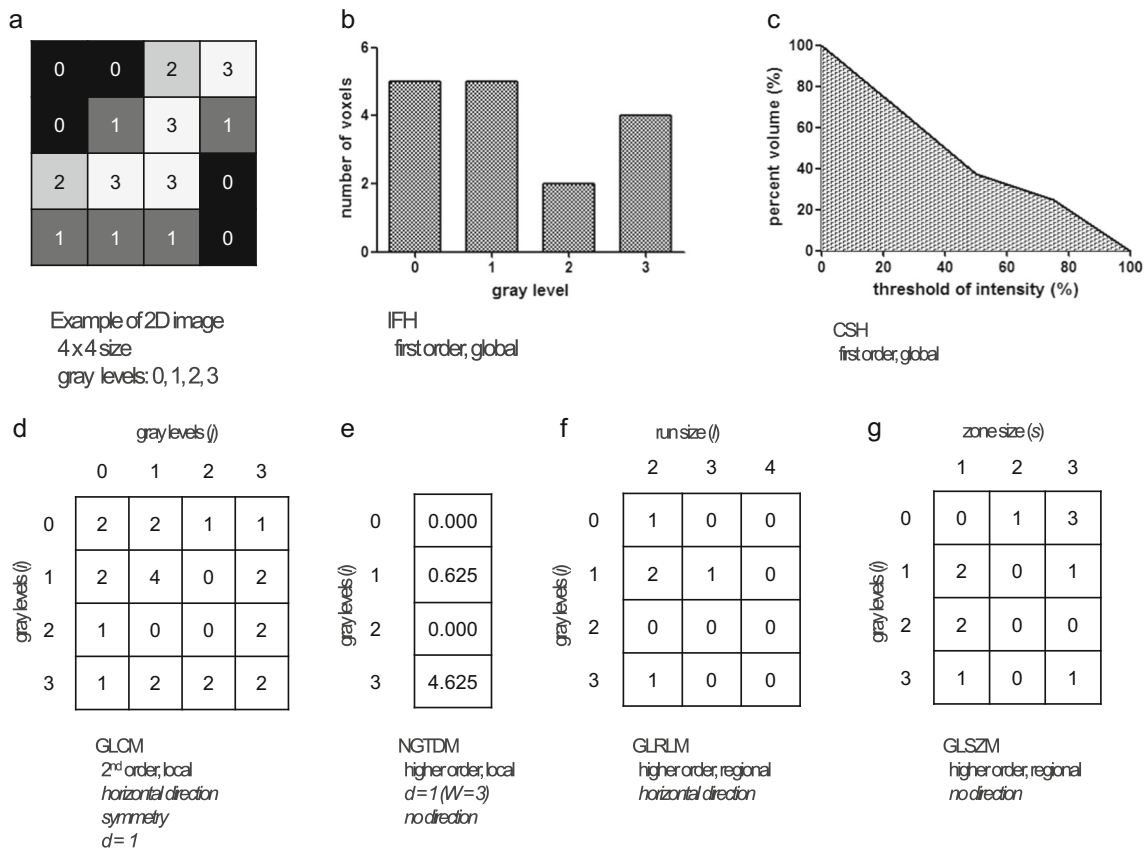 a
0 0 2 3
0 1 3 1
2 3 3 0
1 1 1 0
Example of 2D image
4 x 4 size
gray levels: 0, 1, 2, 3
b
number of voxels
6
4
2
0
0 1 2 3
gray level
IFH
first order, global
c
percent volume (%)
100
80
60
40
20
0
0 20 40 60 80 100
threshold of intensity (%)
CSH
first order, global
d
gray levels (j)
0 1 2 3
gray levels (i)
0 2 2 1 1
1 2 4 0 2
2 1 0 0 2
3 1 2 2 2
GLCM
2nd order, local
horizontal direction
symmetry
d = 1
e
gray levels (i)
0 0.000
1 0.625
2 0.000
3 4.625
NGTDM
higher order, local
d = 1 (W = 3)
no direction
f
run size (l)
2 3 4
gray levels (i)
0 1 0 0
1 2 1 0
2 0 0 0
3 1 0 0
GLRLM
higher order, regional
horizontal direction
g
zone size (s)
1 2 3
gray levels (i)
0 0 1 3
1 2 0 1
2 2 0 0
3 1 0 1
GLSZM
higher order, regional
no direction